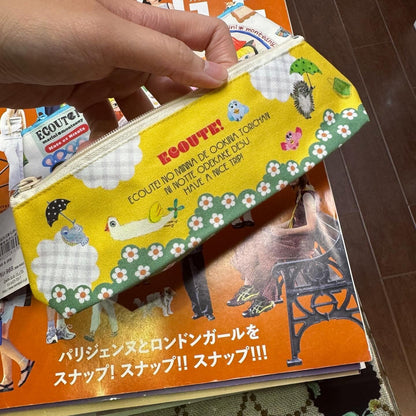 ECOUTE!
ECOUTE! NO MINNA DE OOKINA TORICHAN
NI NOTTE ODEKAKE DESU
HAVE A NICE TRIP!
ECOUTE!
パリジェンヌとロンドンガールを
スナップ! スナップ!! スナップ!!!